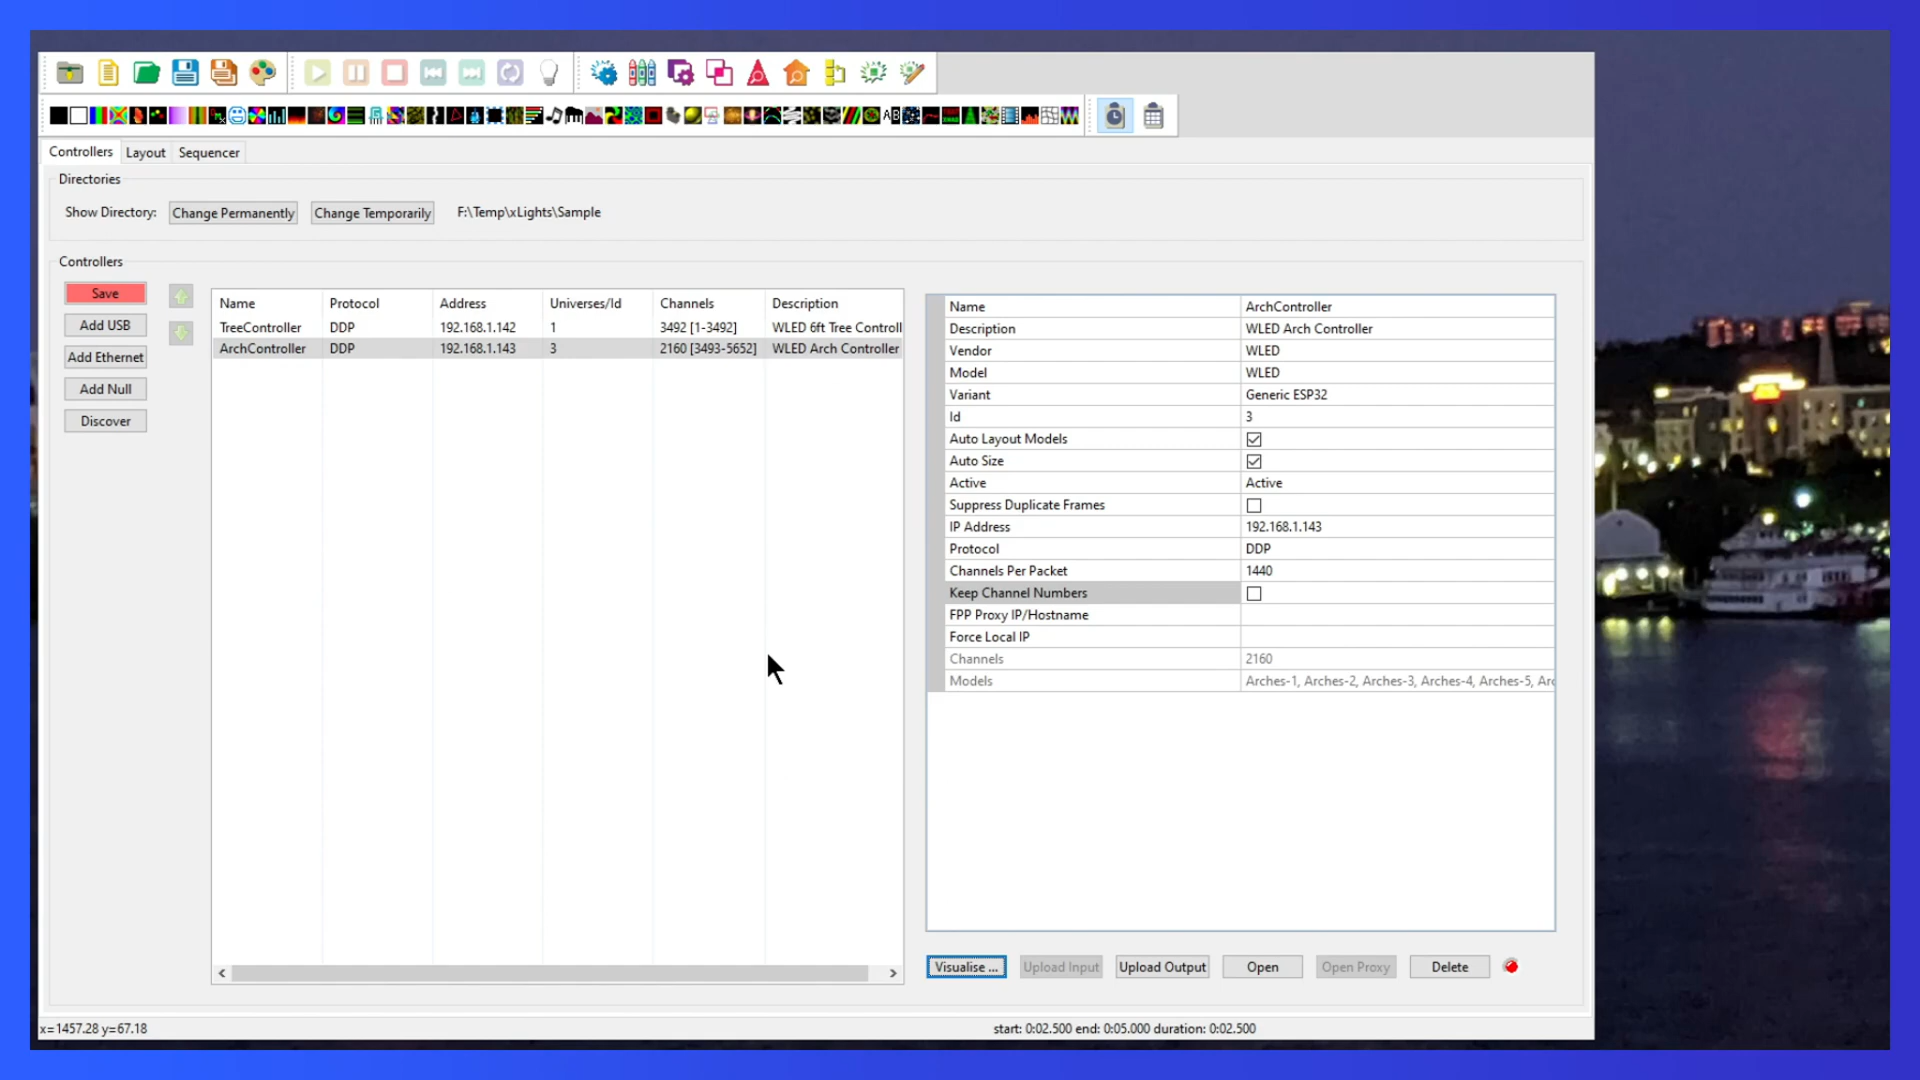 Controllers Layout Sequencer
Directories
Show Directory: Change Permanently Change Temporarily F:\Temp\xLights\Sample
Controllers
Save
Add USB
Add Ethernet
Add Null
Discover
Name Protocol Address Universes/Id Channels Description
TreeController DDP 192.168.1.142 1 3492 [1-3492] WLED 6ft Tree Controll
ArchController DDP 192.168.1.143 3 2160 [3493-5652] WLED Arch Controller
Name ArchController
Description WLED Arch Controller
Vendor WLED
Model WLED
Variant Generic ESP32
Id 3
Auto Layout Models
Auto Size
Active Active
Suppress Duplicate Frames
IP Address 192.168.1.143
Protocol DDP
Channels Per Packet 1440
Keep Channel Numbers
FPP Proxy IP/Hostname
Force Local IP
Channels 2160
Models Arches-1, Arches-2, Arches-3, Arches-4, Arches-5, Arc
Visualise ... Upload Input Upload Output Open Open Proxy Delete
x=1457.28 y=67.18 start: 0:02.500 end: 0:05.000 duration: 0:02.500